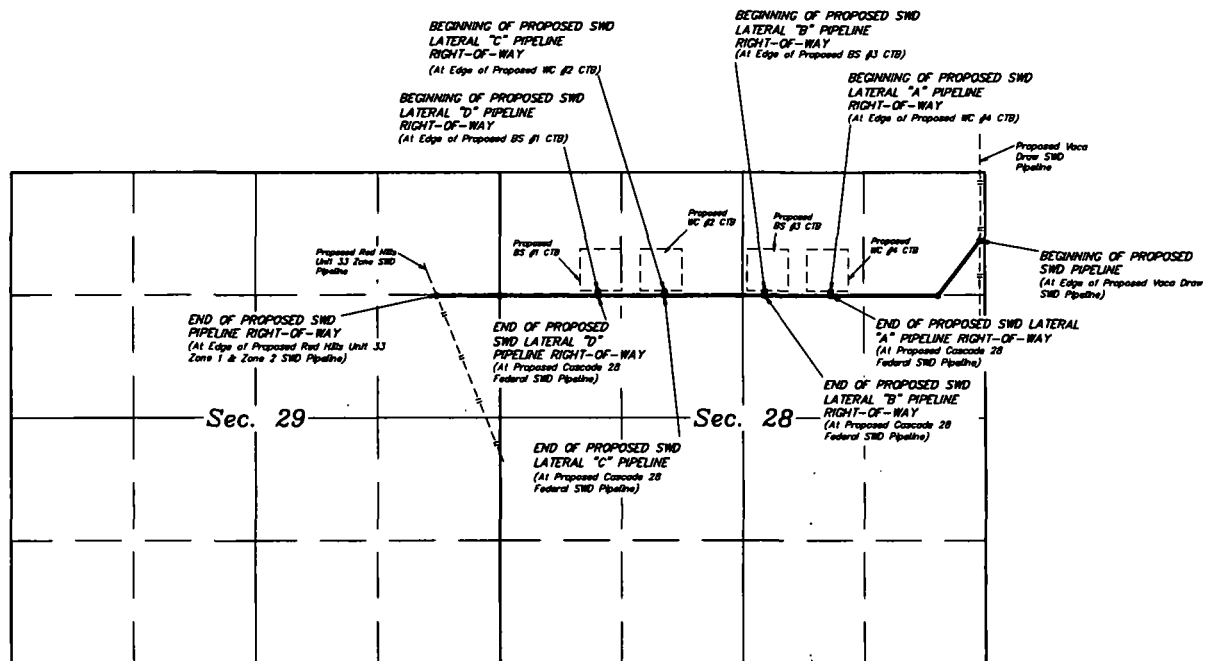 BEGINNING OF PROPOSED SWD
LATERAL "C" PIPELINE
RIGHT-OF-WAY
(At Edge of Proposed WC #2 CTB)
BEGINNING OF PROPOSED SWD
LATERAL "B" PIPELINE
RIGHT-OF-WAY
(At Edge of Proposed BS #3 CTB)
BEGINNING OF PROPOSED SWD
LATERAL "D" PIPELINE
RIGHT-OF-WAY
(At Edge of Proposed BS #1 CTB)
BEGINNING OF PROPOSED SWD
LATERAL "A" PIPELINE
RIGHT-OF-WAY
(At Edge of Proposed WC #4 CTB)
Proposed Vaca
Draw SWD
Pipeline
Proposed Red Hills
Unit 33 Zone SWD
Pipeline
Proposed
BS #1 CTB
Proposed
WC #2 CTB
Proposed
BS #3 CTB
Proposed
WC #4 CTB
BEGINNING OF PROPOSED
SWD PIPELINE
(At Edge of Proposed Vaca Draw
SWD Pipeline)
END OF PROPOSED SWD
PIPELINE RIGHT-OF-WAY
(At Edge of Proposed Red Hills Unit 33
Zone 1 & Zone 2 SWD Pipeline)
END OF PROPOSED
SWD LATERAL "D"
PIPELINE RIGHT-OF-WAY
(At Proposed Cascade 28
Federal SWD Pipeline)
END OF PROPOSED SWD LATERAL
"A" PIPELINE RIGHT-OF-WAY
(At Proposed Cascade 28
Federal SWD Pipeline)
END OF PROPOSED SWD
LATERAL "B" PIPELINE
RIGHT-OF-WAY
(At Proposed Cascade 28
Federal SWD Pipeline)
Sec. 29
Sec. 28
END OF PROPOSED SWD
LATERAL "C" PIPELINE
(At Proposed Cascade 28
Federal SWD Pipeline)